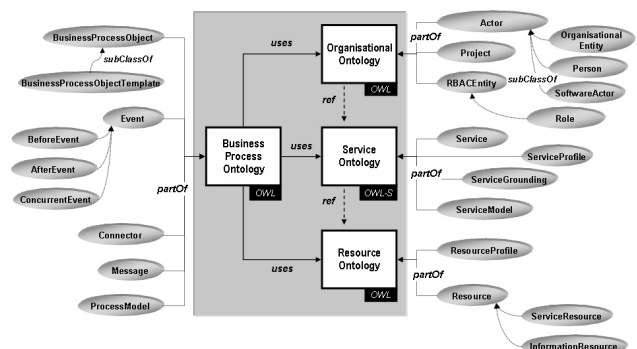 BusinessProcessObject
subClassOf
BusinessProcessObjectTemplate
Event
BeforeEvent
AfterEvent
ConcurrentEvent
partOf
Connector
Message
ProcessModel
Business
Process
Ontology
OWL
uses
uses
uses
Organisational
Ontology
OWL
ref
Service
Ontology
OWL-S
ref
Resource
Ontology
OWL
Actor
partOf
Project
RBACEntity
subClassOf
Organisational
Entity
Person
SoftwareActor
Role
Service
ServiceProfile
partOf
ServiceGrounding
ServiceModel
ResourceProfile
partOf
Resource
ServiceResource
InformationResource